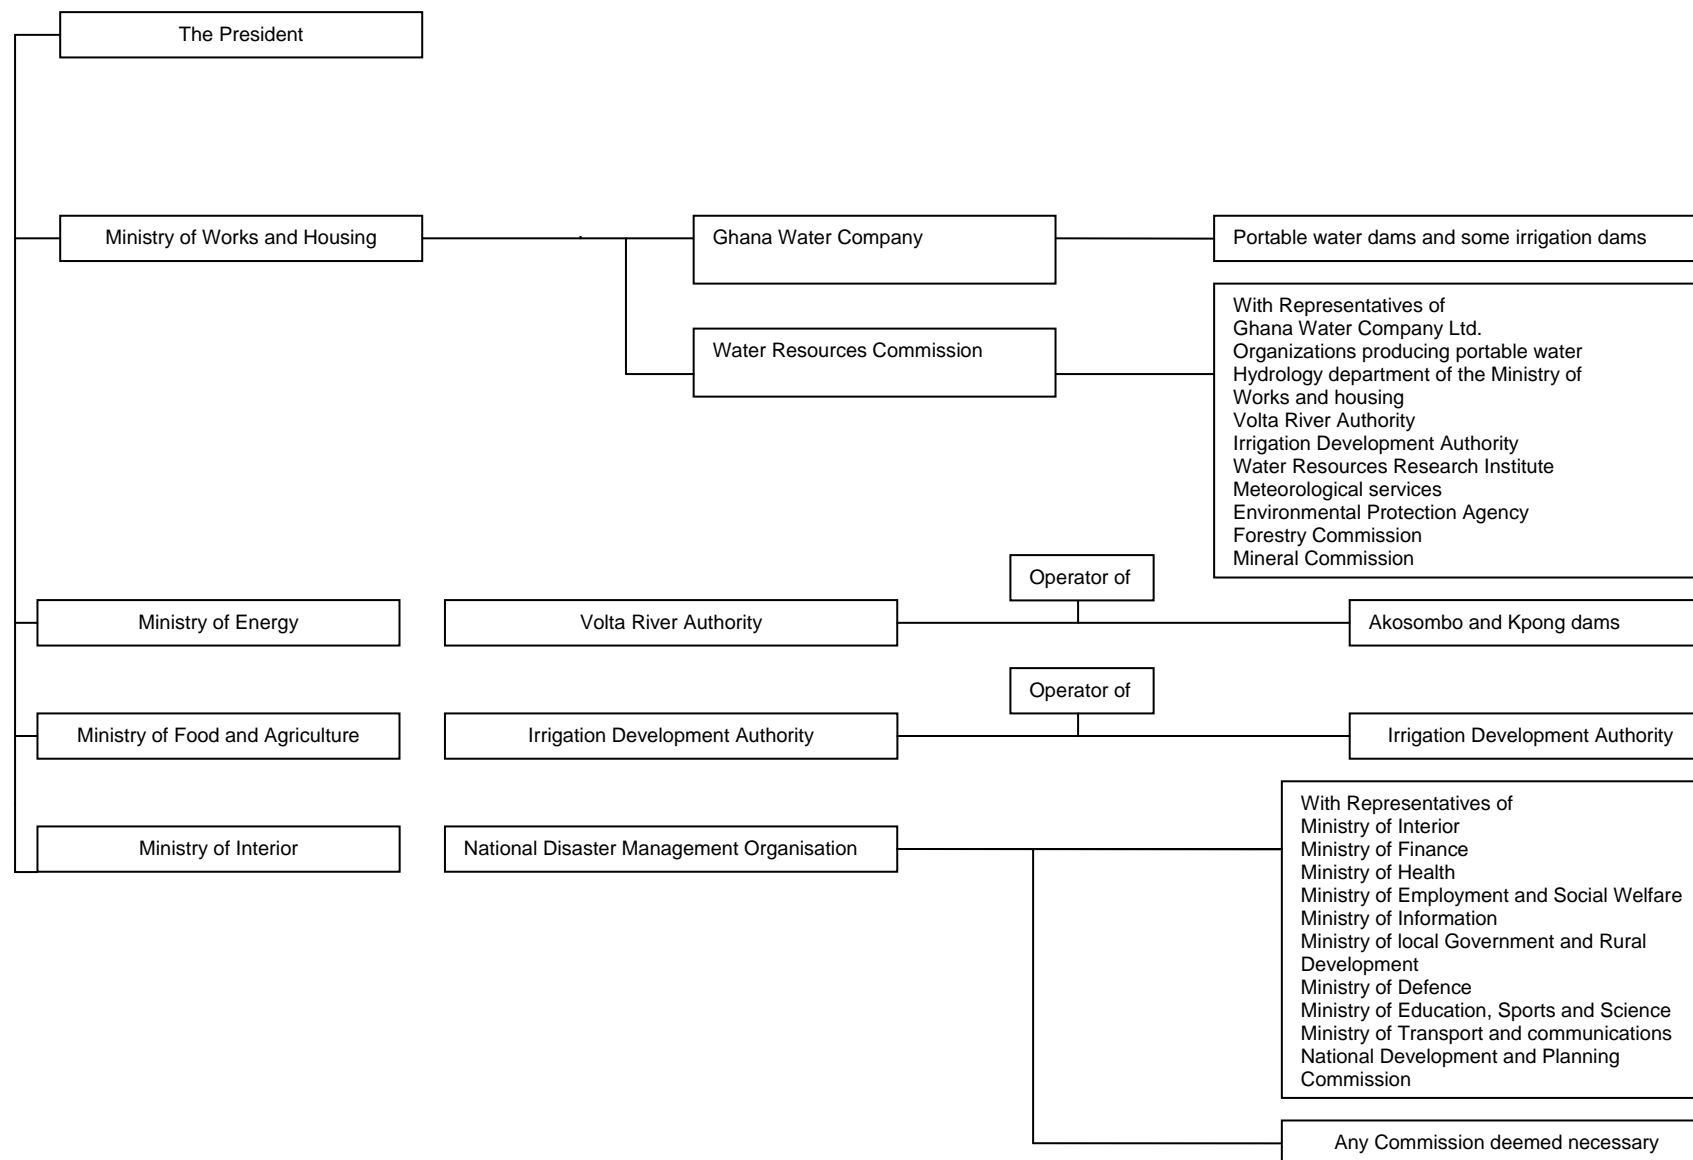 The President
Ministry of Works and Housing
Ghana Water Company
Portable water dams and some irrigation dams
Water Resources Commission
With Representatives of
Ghana Water Company Ltd.
Organizations producing portable water
Hydrology department of the Ministry of
Works and housing
Volta River Authority
Irrigation Development Authority
Water Resources Research Institute
Meteorological services
Environmental Protection Agency
Forestry Commission
Mineral Commission
Operator of
Ministry of Energy
Volta River Authority
Akosombo and Kpong dams
Operator of
Ministry of Food and Agriculture
Irrigation Development Authority
Irrigation Development Authority
Ministry of Interior
National Disaster Management Organisation
With Representatives of
Ministry of Interior
Ministry of Finance
Ministry of Health
Ministry of Employment and Social Welfare
Ministry of Information
Ministry of local Government and Rural
Development
Ministry of Defence
Ministry of Education, Sports and Science
Ministry of Transport and communications
National Development and Planning
Commission
Any Commission deemed necessary